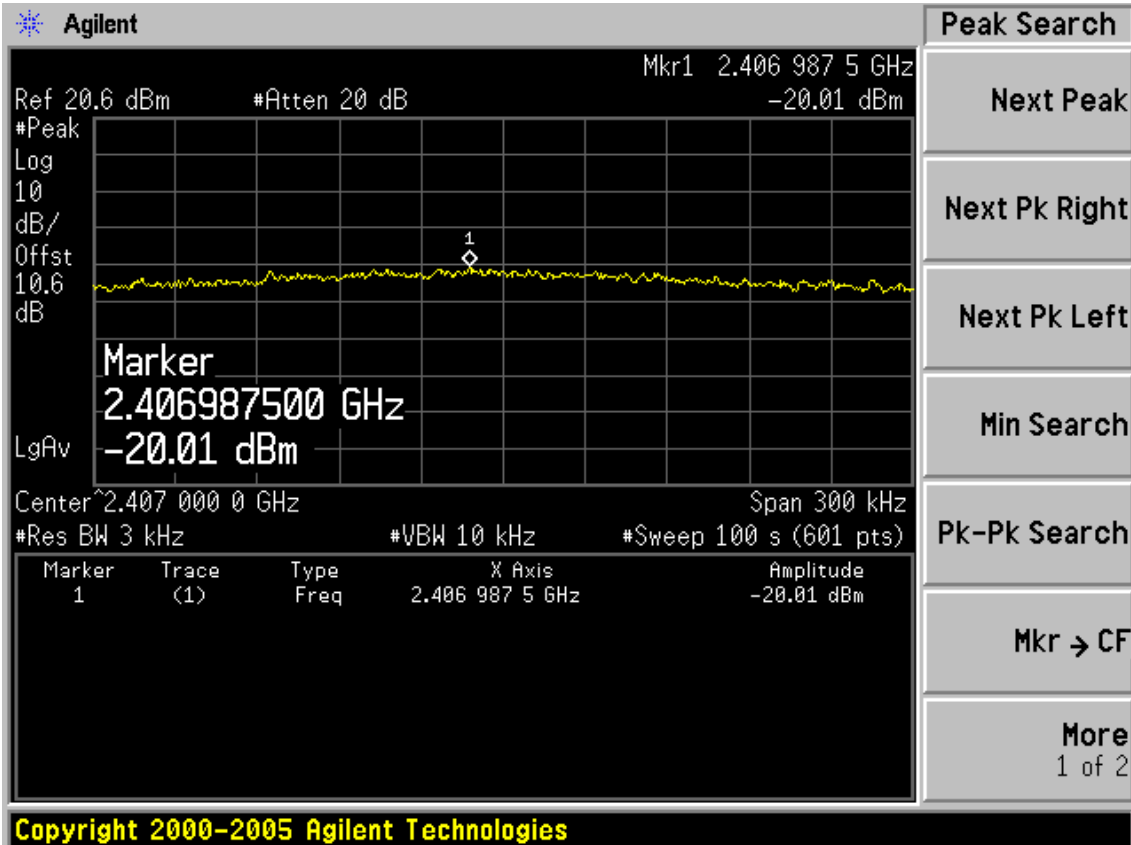 Agilent
Peak Search
Mkr1 2.406 987 5 GHz
Ref 20.6 dBm #Atten 20 dB -20.01 dBm
#Peak
Log
10
dB/
Offst
10.6
dB
1
Marker
2.406987500 GHz
-20.01 dBm
LgAv
Center^2.407 000 0 GHz Span 300 kHz
#Res BW 3 kHz #VBW 10 kHz #Sweep 100 s (601 pts)
Marker Trace Type X Axis Amplitude
1 (1) Freq 2.406 987 5 GHz -20.01 dBm
Next Peak
Next Pk Right
Next Pk Left
Min Search
Pk-Pk Search
Mkr → CF
More
1 of 2
Copyright 2000-2005 Agilent Technologies